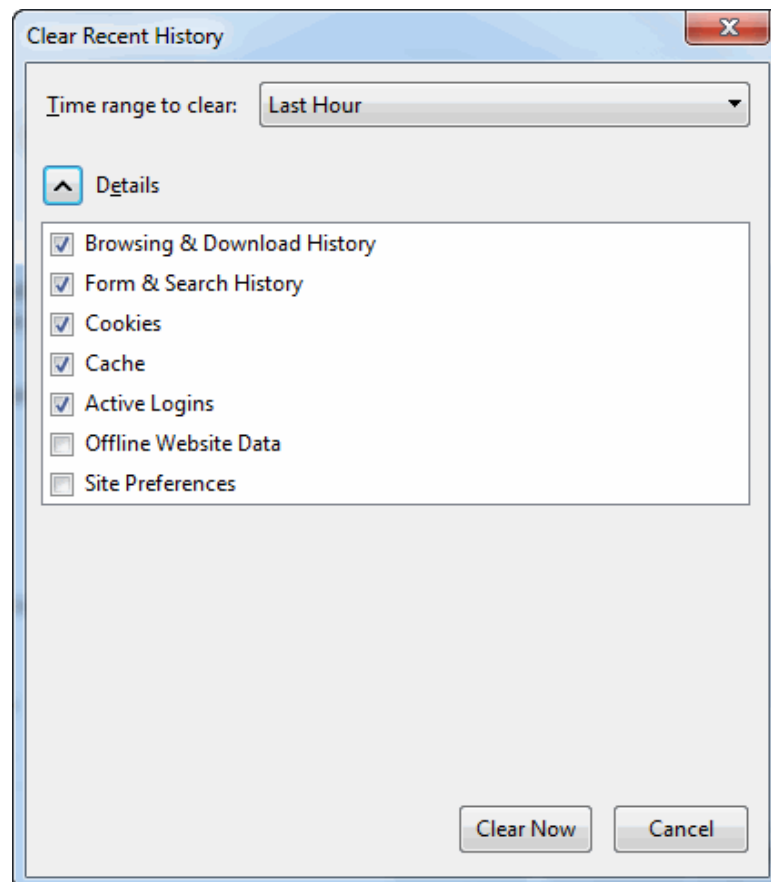 Clear Recent History
Time range to clear: Last Hour
Details
Browsing & Download History
Form & Search History
Cookies
Cache
Active Logins
Offline Website Data
Site Preferences
Clear Now Cancel